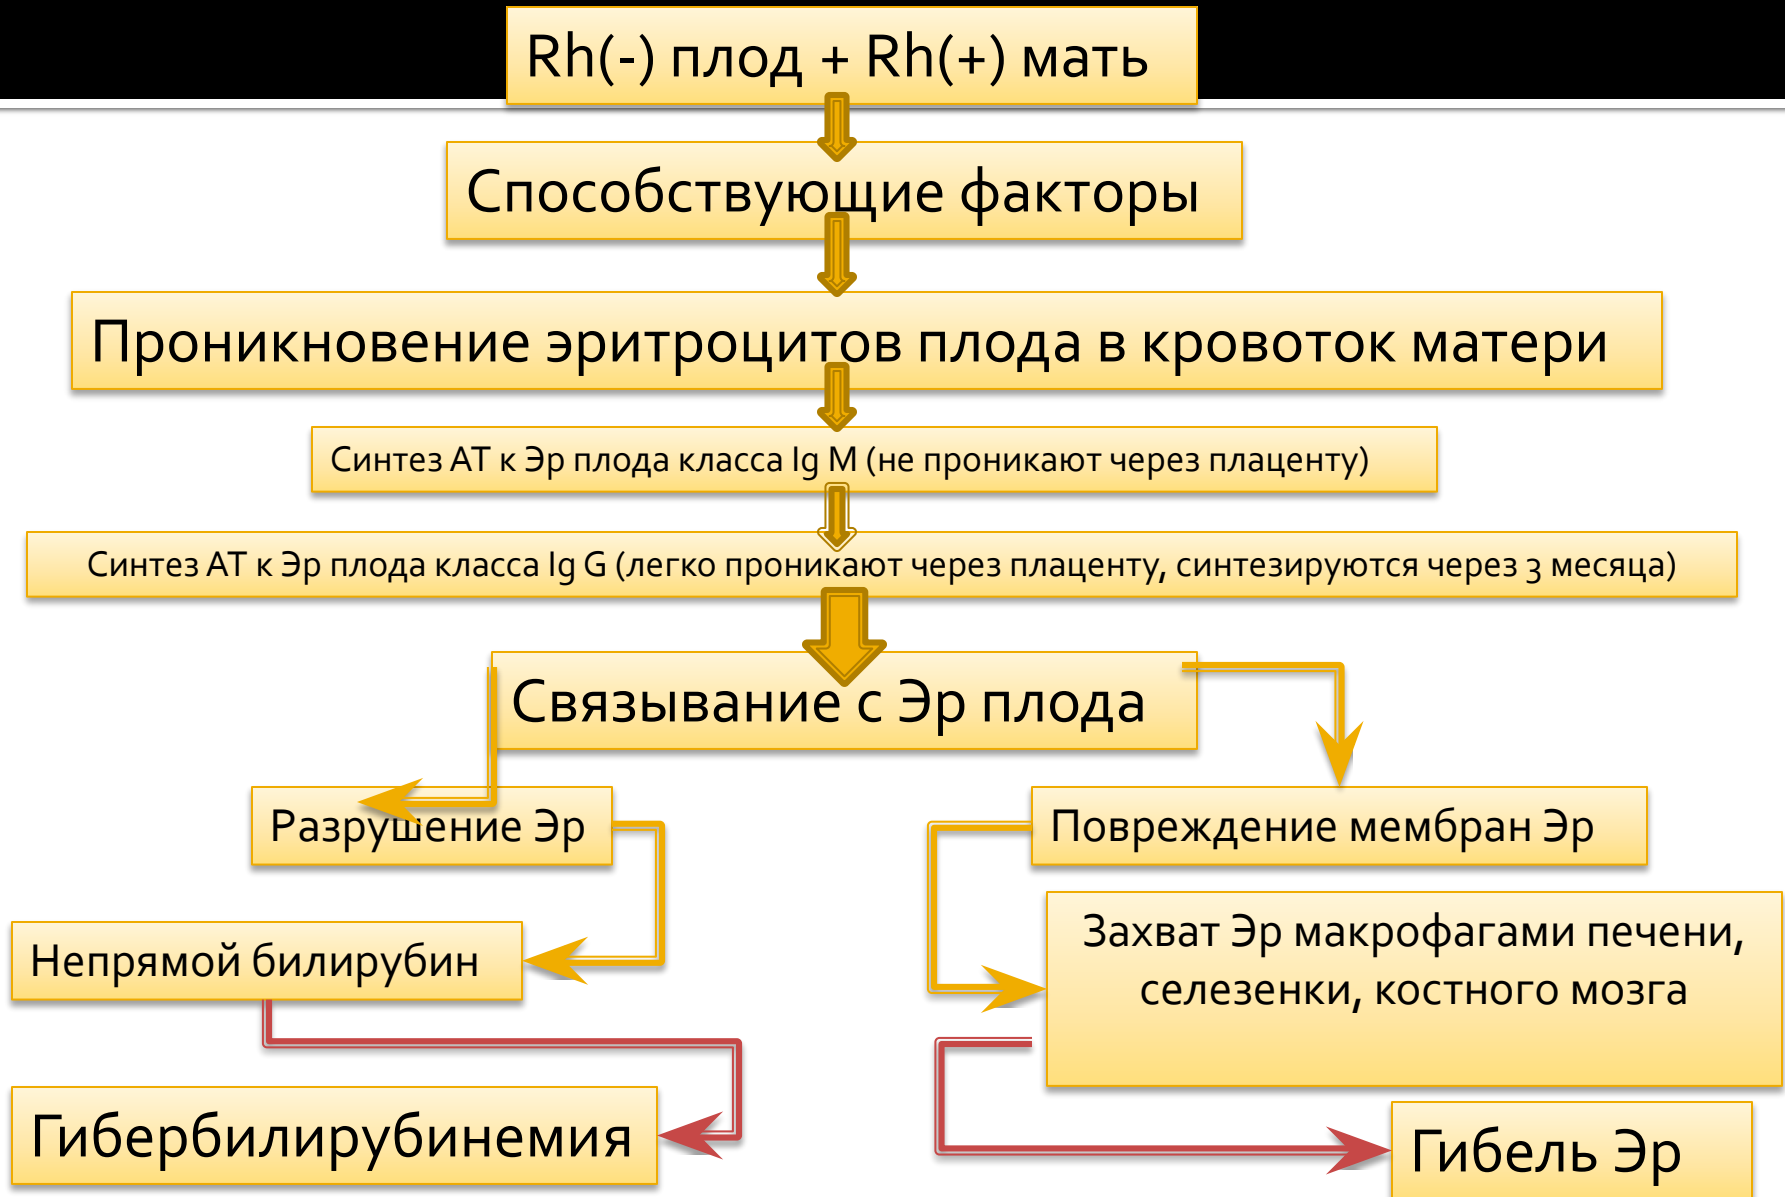 Rh(-) плод + Rh(+) мать
Способствующие факторы
Проникновение эритроцитов плода в кровоток матери
Синтез АТ к Эр плода класса Ig M (не проникают через плаценту)
Синтез АТ к Эр плода класса Ig G (легко проникают через плаценту, синтезируются через 3 месяца)
Связывание с Эр плода
Разрушение Эр
Повреждение мембран Эр
Непрямой билирубин
Захват Эр макрофагами печени,
селезенки, костного мозга
Гибербилирубинемия
Гибель Эр